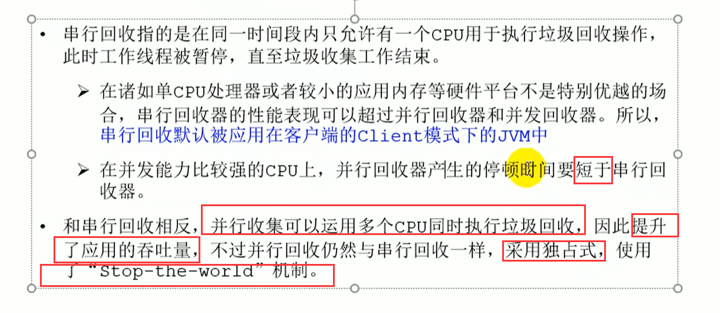 • 串行回收指的是在同一时间段内只允许有一个CPU用于执行垃圾回收操作，
此时工作线程被暂停，直至垃圾收集工作结束。
➢ 在诸如单CPU处理器或者较小的应用内存等硬件平台不是特别优越的场
合，串行回收器的性能表现可以超过并行回收器和并发回收器。所以，
串行回收默认被应用在客户端的Client模式下的JVM中
➢ 在并发能力比较强的CPU上，并行回收器产生的停顿时间要短于串行回
收器。
• 和串行回收相反，并行收集可以运用多个CPU同时执行垃圾回收，因此提升
了应用的吞吐量，不过并行回收仍然与串行回收一样，采用独占式，使用
了“Stop-the-world”机制。